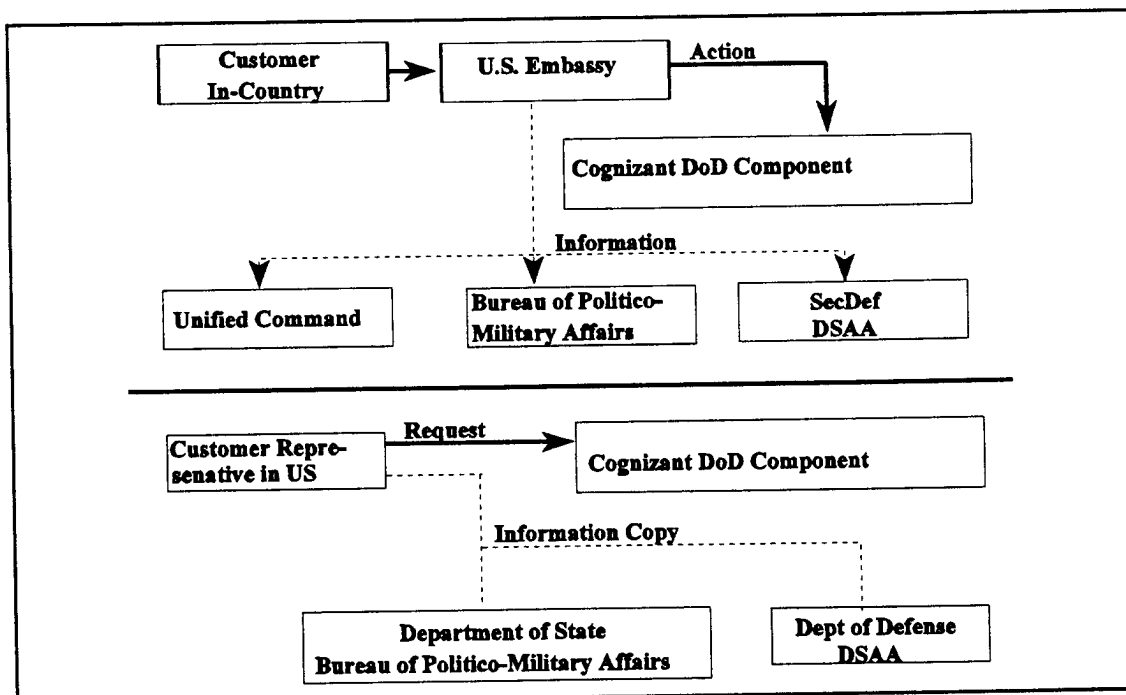 Customer
In-Country
U.S. Embassy
Action
Cognizant DoD Component
Information
Unified Command
Bureau of Politico-
Military Affairs
SecDef
DSAA
Customer Repre-
senative in US
Request
Cognizant DoD Component
Information Copy
Department of State
Bureau of Politico-Military Affairs
Dept of Defense
DSAA